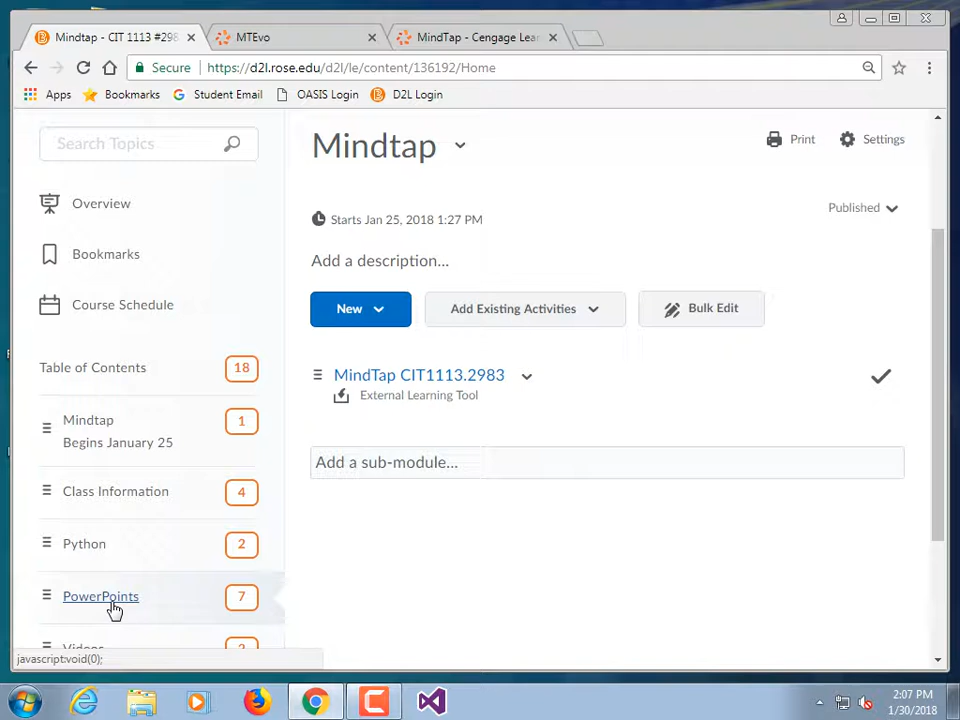 Mindtap - CIT 1113 #298
MTEvo
MindTap - Cengage Lear
Secure
https://d2l.rose.edu/d2l/le/content/136192/Home
Apps
Bookmarks
Student Email
OASIS Login
D2L Login
Search Topics
Mindtap
Print
Settings
Overview
Starts Jan 25, 2018 1:27 PM
Published
Bookmarks
Add a description...
Course Schedule
New
Add Existing Activities
Bulk Edit
Table of Contents
18
MindTap CIT1113.2983
External Learning Tool
Mindtap
Begins January 25
1
Add a sub-module...
Class Information
4
Python
2
PowerPoints
7
Videos
javascript:void(0);
2:07 PM
1/30/2018